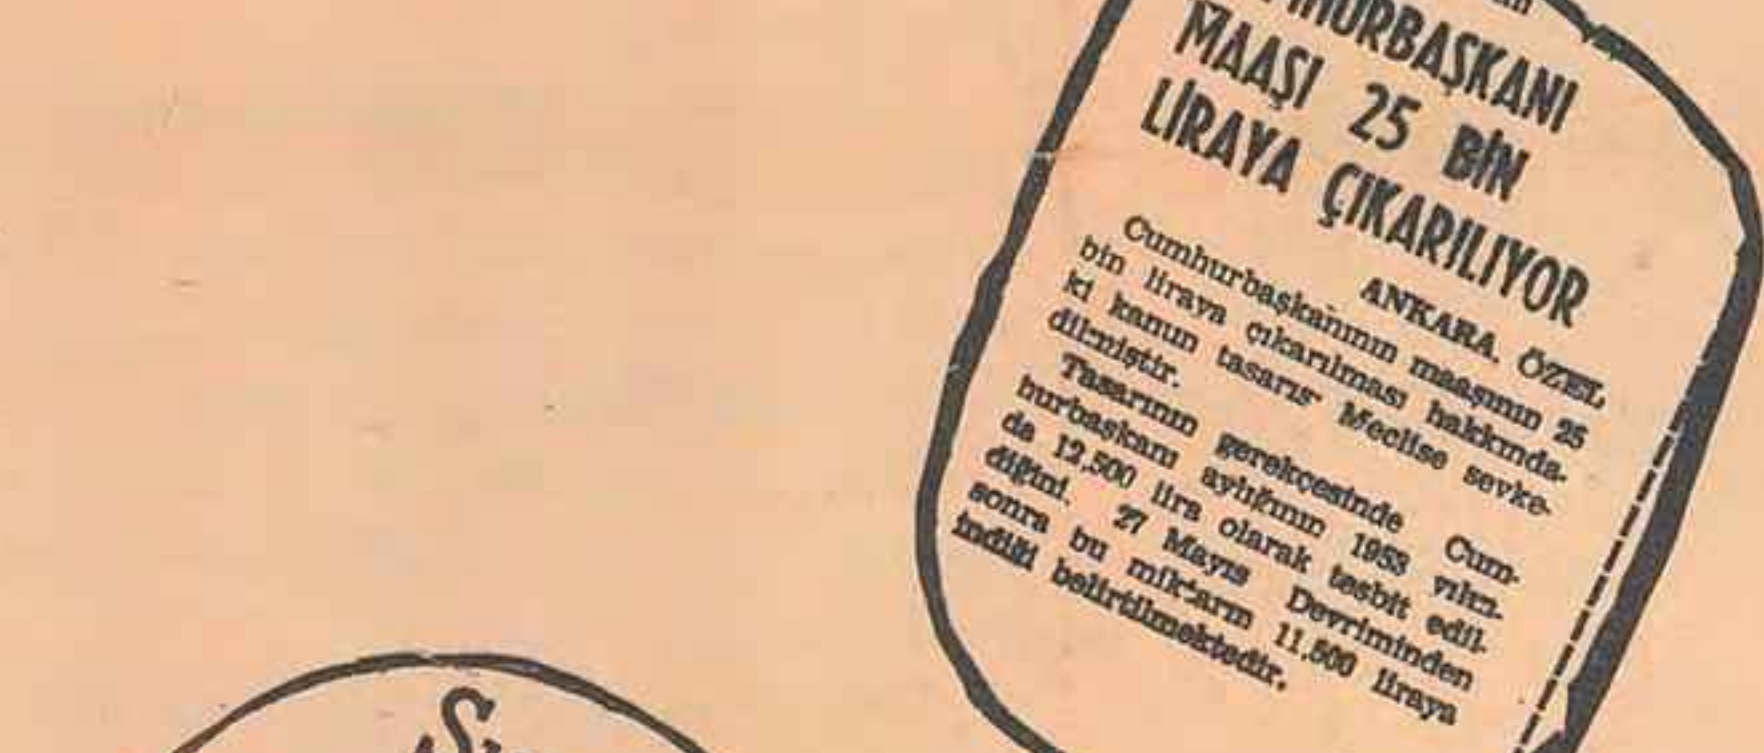 MAAŞI 25 BİN
LİRAYA ÇIKARILIYOR
ANKARA, ÖZEL
Cumhurbaşkanının maaşının 25
bin liraya çıkarılması hakkında-
ki kanun tasarısı Meclise sevke-
dilmiştir.
Tasarının gerekçesinde Cum-
hurbaşkanı aylığının 1953 yılın-
da 12,500 lira olarak tesbit edil-
diğini, 27 Mayıs Devriminden
sonra bu miktarın 11,500 liraya
indiği belirtilmektedir.